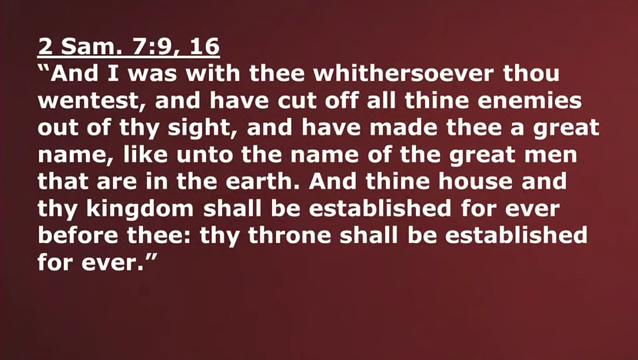 2 Sam. 7:9, 16
“And I was with thee whithersoever thou
wentest, and have cut off all thine enemies
out of thy sight, and have made thee a great
name, like unto the name of the great men
that are in the earth. And thine house and
thy kingdom shall be established for ever
before thee: thy throne shall be established
for ever.”